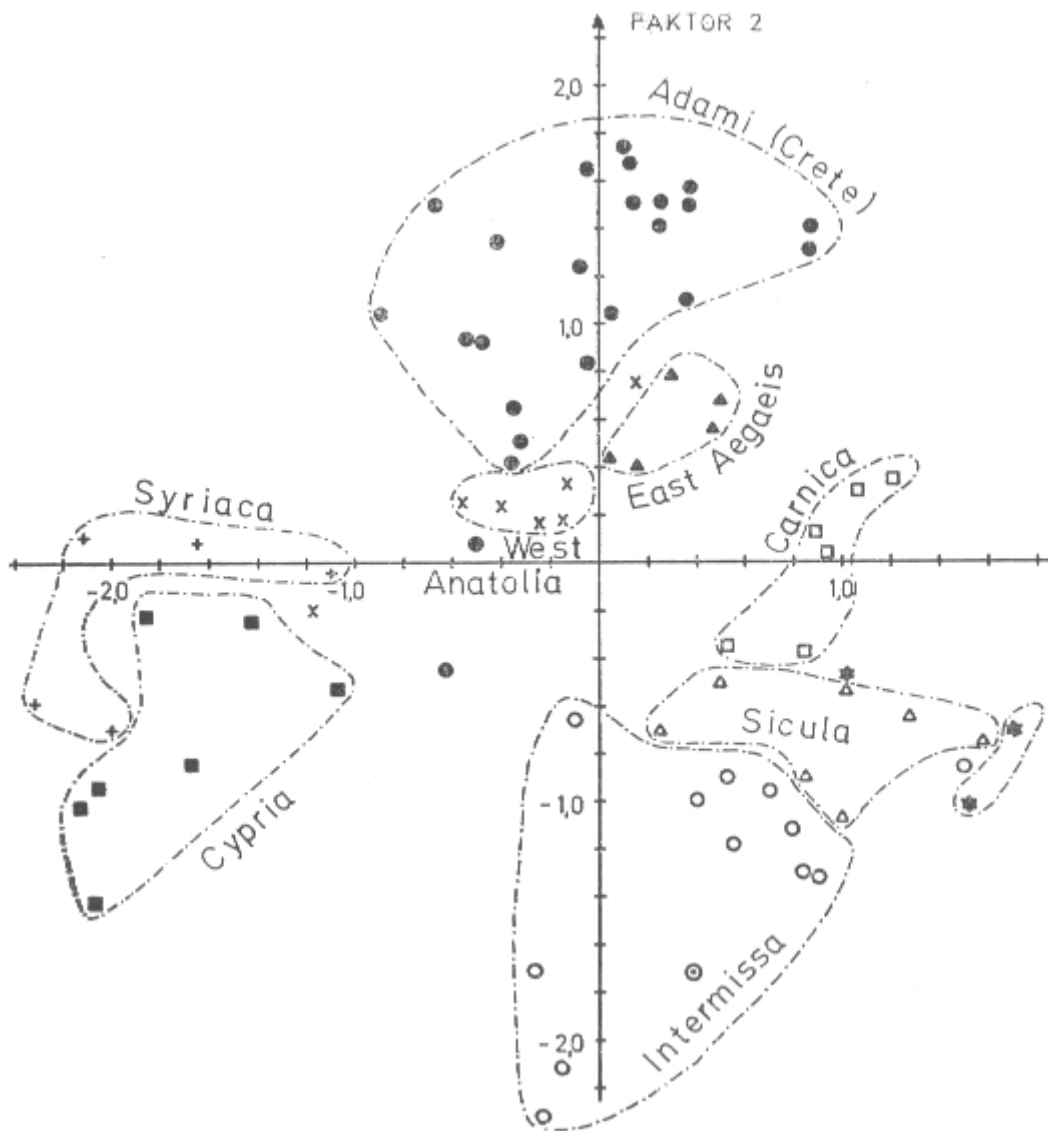 FAKTOR 2
2,0
Adami (Crete)
1,0
East Aegaeis
Carnica
Syriaca
West
Anatolia
-2,0
-1,0
1,0
Sicula
-1,0
Cypria
Intermissa
-2,0